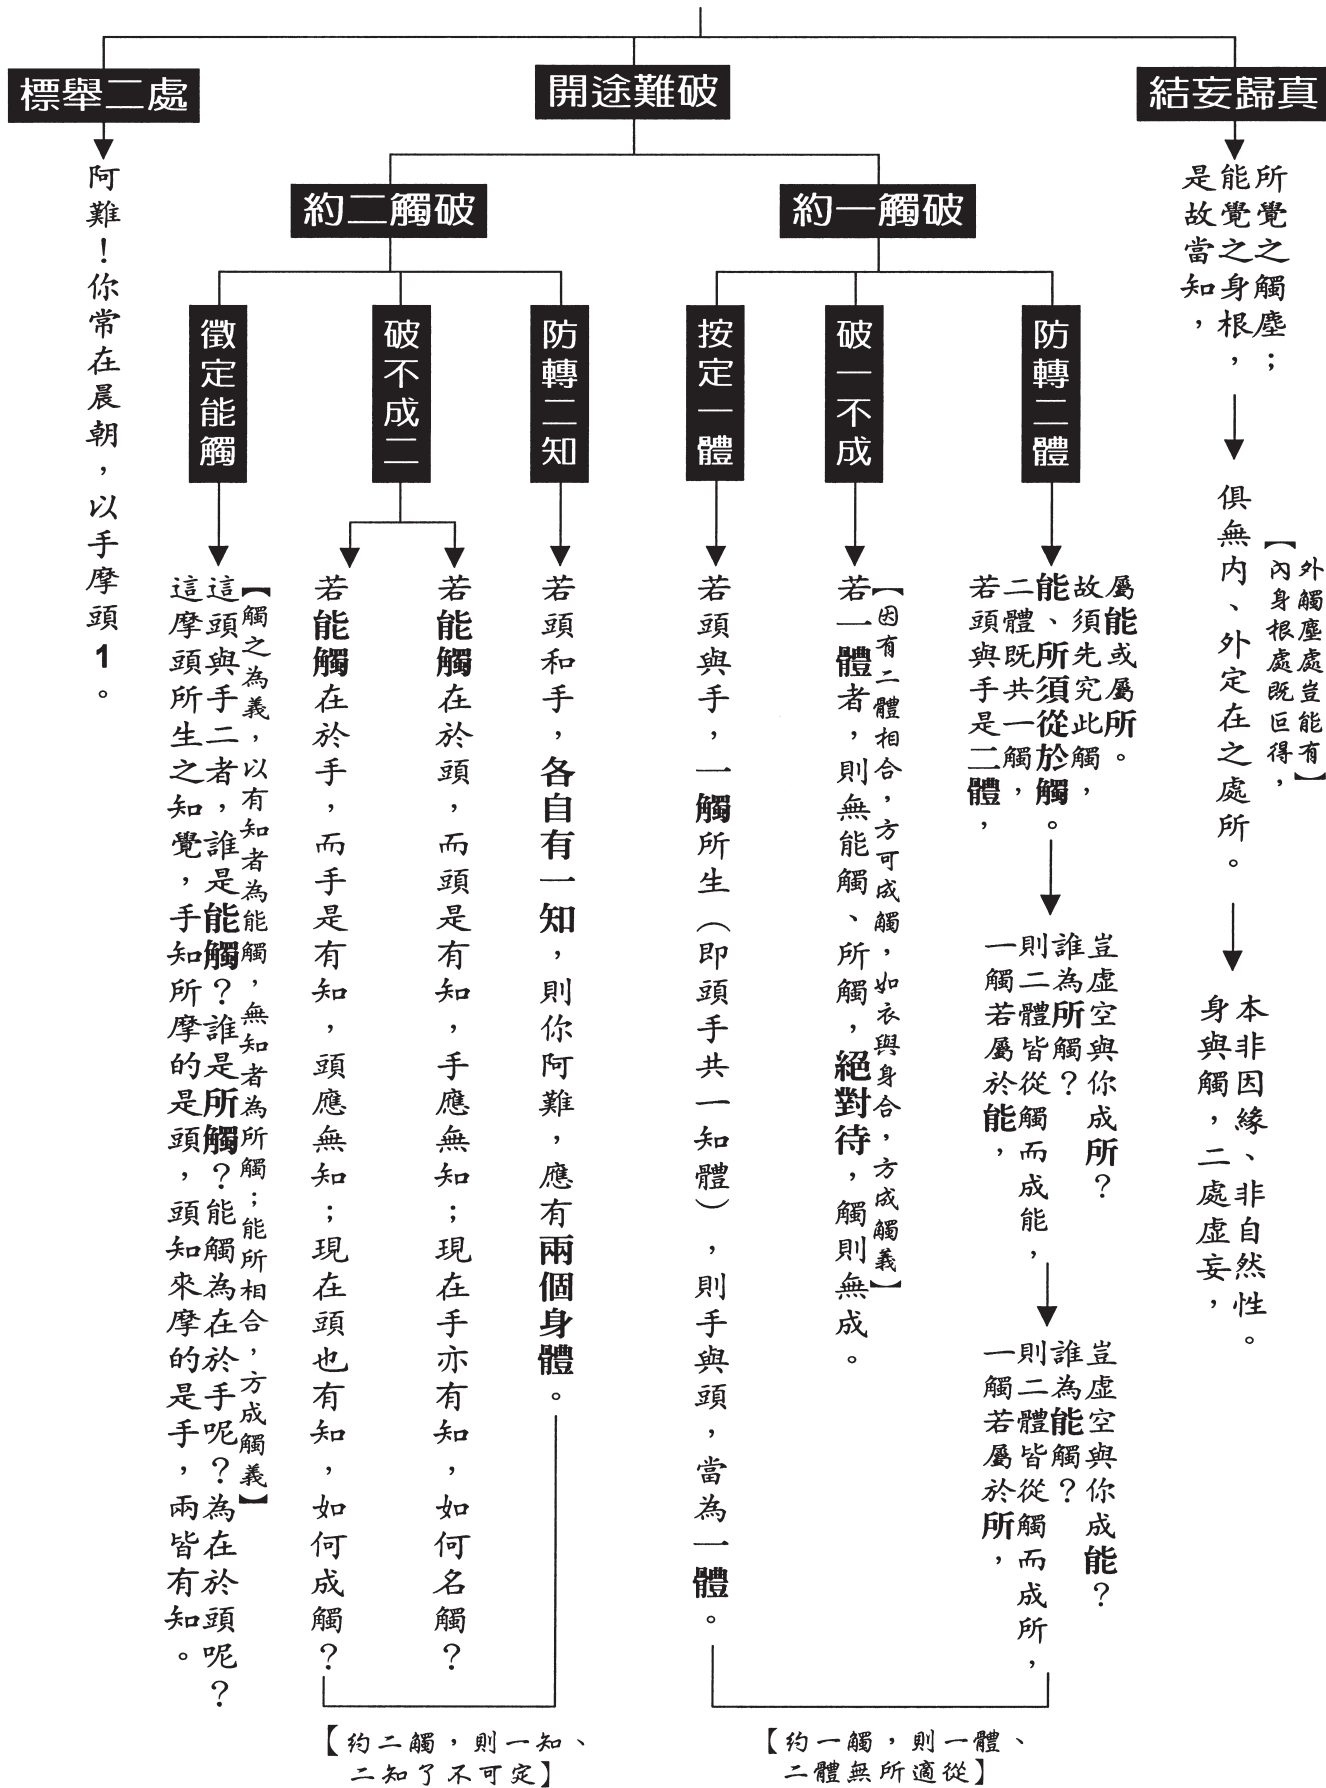 標舉二處
阿難！你常在晨朝，以手摩頭1。
開途難破
約二觸破
徵定能觸
這摩頭所生之知覺，手知所摩的是頭，頭知來摩的是手，兩皆有知。
這頭與手二者，誰是能觸？誰是所觸？能觸為在於手呢？為在於頭呢？
【觸之為義，以有知者為能觸，無知者為所觸；能所相合，方成觸義】
破不成二
若能觸在於手，而手是有知，頭應無知；現在頭也有知，如何成觸？
若能觸在於頭，而頭是有知，手應無知；現在手亦有知，如何名觸？
防轉二知
若頭和手，各自有一知，則你阿難，應有兩個身體。
【約二觸，則一知、
二知了不可定】
約一觸破
按定一體
若頭與手，一觸所生（即頭手共一知體），則手與頭，當為一體。
破一不成
若一體者，則無能觸、所觸，絕對待，觸則無成。
【因有二體相合，方可成觸，如衣與身合，方成觸義】
防轉二體
若頭與手是二體，
二體既共一觸，
能、所須從於觸。
故須先究此觸，
屬能或屬所。
一觸若屬於能，
則二體皆從觸而成能，
誰為所觸？
豈虛空與你成所？
一觸若屬於所，
則二體皆從觸而成所，
誰為能觸？
豈虛空與你成能？
【約一觸，則一體、
二體無所適從】
結妄歸真
是故當知，
能覺之身根，
所覺之觸塵；
俱無內、外定在之處所。
【內身根處既叵得，
外觸塵處豈能有】
身與觸，二處虛妄，
本非因緣、非自然性。